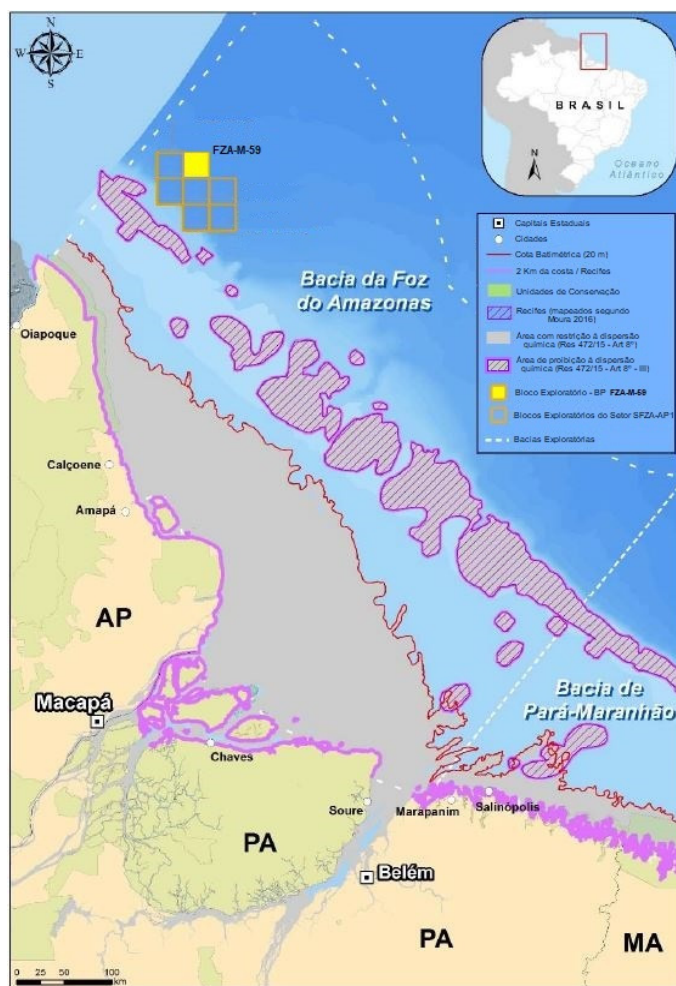 N
W
E
S
FZA-M-59
BRASIL
N
Oceano
Atlântico
Capitais Estaduais
Cidades
Cota Batimétrica (20 m)
2 Km da costa / Recifes
Unidades de Conservação
Recifes (mapeados segundo
Moura 2016)
Área com restrição à dispersão
química (Res 472/15 - Art 8º)
Área de proibição à dispersão
química (Res 472/15 - Art 8º - III)
Bloco Exploratório - BP FZA-M-59
Blocos Exploratórios do Setor SFZA-AP1
Bacias Exploratórias
Bacia da Foz
do Amazonas
Oiapoque
Calçoene
Amapá
AP
Macapá
Bacia de
Pará-Maranhão
Chaves
Soure
Marapanim
Salinópolis
PA
Belém
PA
MA
0 25 50 100
km